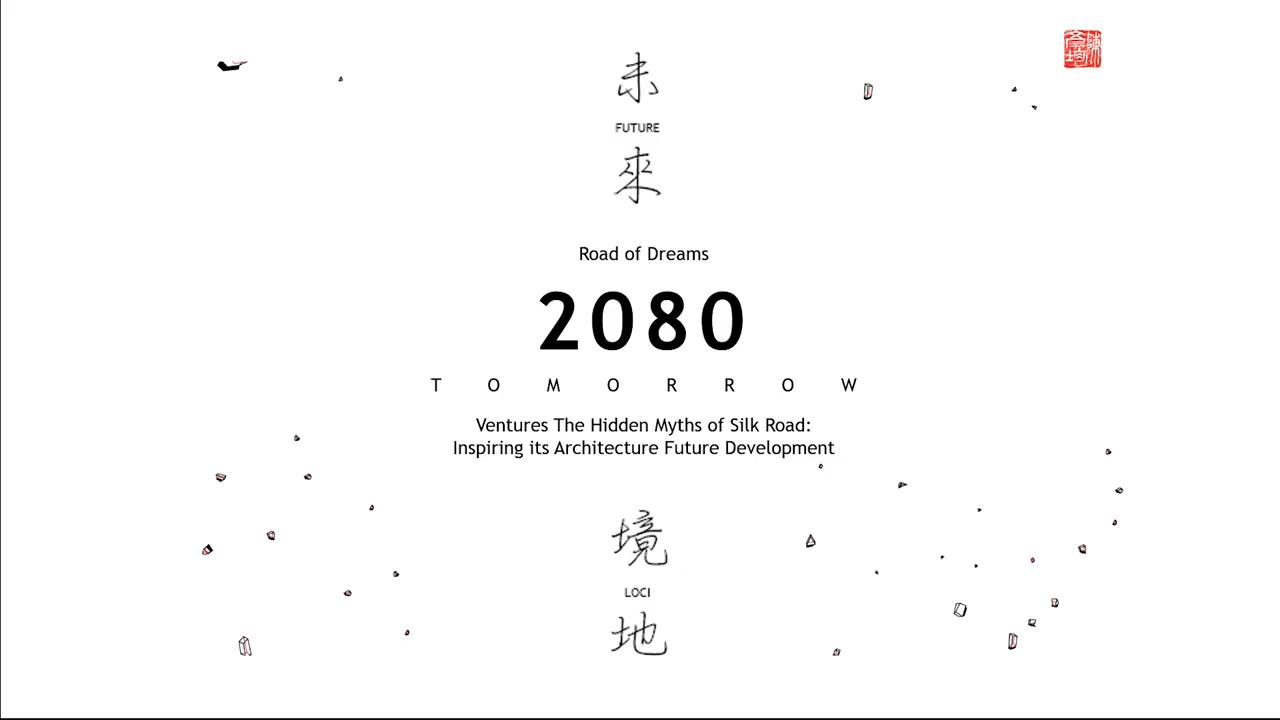 未
FUTURE
來
Road of Dreams
2080
TOMORROW
Ventures The Hidden Myths of Silk Road:
Inspiring its Architecture Future Development
境
LOCI
地